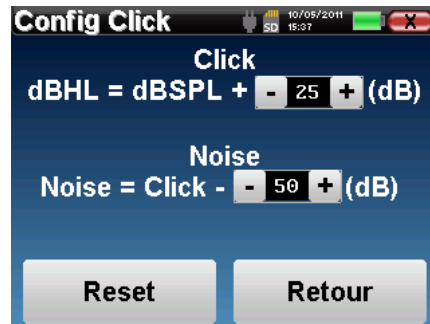 Config Click SD 10/05/2011
15:37 X
Click
dBHL = dBSPL + - 25 + (dB)
Noise
Noise = Click - - 50 + (dB)
Reset Retour